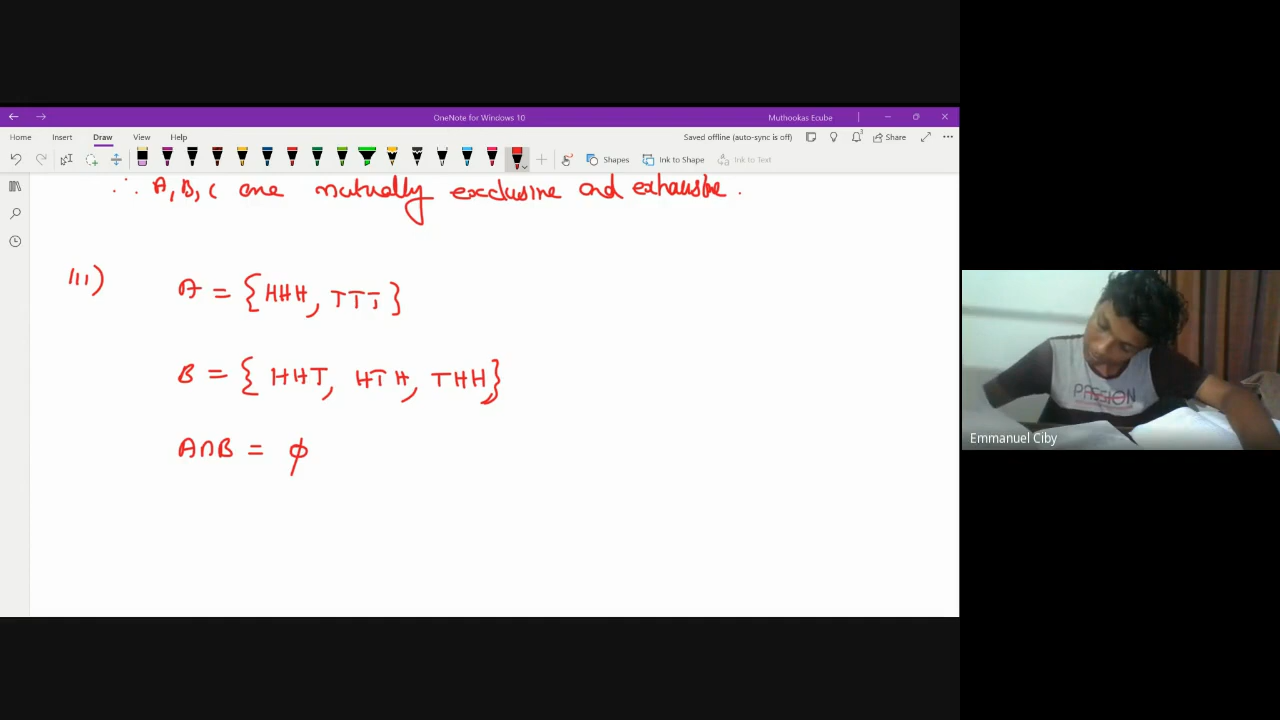 OneNote for Windows 10
Muthookas Ecube
Home Insert Draw View Help
Saved offline (auto-sync is off)
3
Share
Shapes
Ink to Shape
Ink to Text
∴ A, B, C are mutually exclusive and exhaustive.
III) A = {HHH, TTT}
B = {HHT, HTH, THH}
A∩B = ϕ
PASSION
Emmanuel Ciby